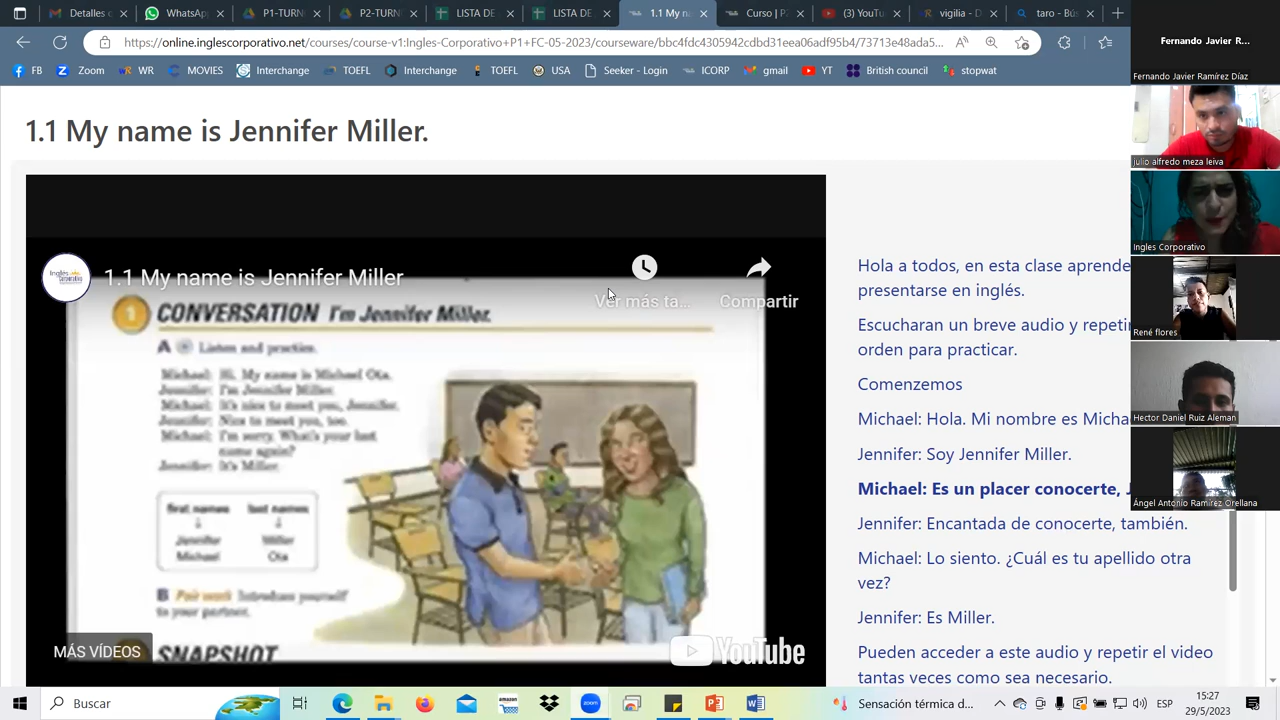 Detalles c
WhatsApp
P1-TURN
P2-TURN
LISTA DE
LISTA DE
1.1 My n
Curso | P2
(3) YouTu
vigilia - D
taro - Bús
https://online.inglescorporativo.net/courses/course-v1:Ingles-Corporativo+P1+FC-05-2023/courseware/bbc4fdc4305942cdbd31eea06adf95b4/73713e48ada5...
FB
Zoom
WR
MOVIES
Interchange
TOEFL
Interchange
TOEFL
USA
Seeker - Login
ICORP
gmail
YT
British council
stopwat
Fernando Javier R...
Fernando Javier Ramírez Díaz
julio alfredo meza leiva
Ingles Corporativo
René flores
Hector Daniel Ruiz Aleman
Ángel Antonio Ramirez Orellana
1.1 My name is Jennifer Miller.
1.1 My name is Jennifer Miller
Ver más ta...
Compartir
1 CONVERSATION I'm Jennifer Miller.
A Listen and practice.
Michael: Hi. My name is Michael Ota.
Jennifer: I'm Jennifer Miller.
Michael: It's nice to meet you, Jennifer.
Jennifer: Nice to meet you, too.
Michael: I'm sorry. What's your last
name again?
Jennifer: It's Miller.
first names last names
Jennifer Miller
Michael Ota
B Pair work Introduce yourself
to your partner.
SNAPSHOT
MÁS VÍDEOS
YouTube
Hola a todos, en esta clase aprende
presentarse en inglés.
Escucharan un breve audio y repetir
orden para practicar.
Comenzemos
Michael: Hola. Mi nombre es Micha
Jennifer: Soy Jennifer Miller.
Michael: Es un placer conocerte, J
Jennifer: Encantada de conocerte, también.
Michael: Lo siento. ¿Cuál es tu apellido otra
vez?
Jennifer: Es Miller.
Pueden acceder a este audio y repetir el video
tantas veces como sea necesario.
Buscar
Sensación térmica d...
ESP
15:27
29/5/2023